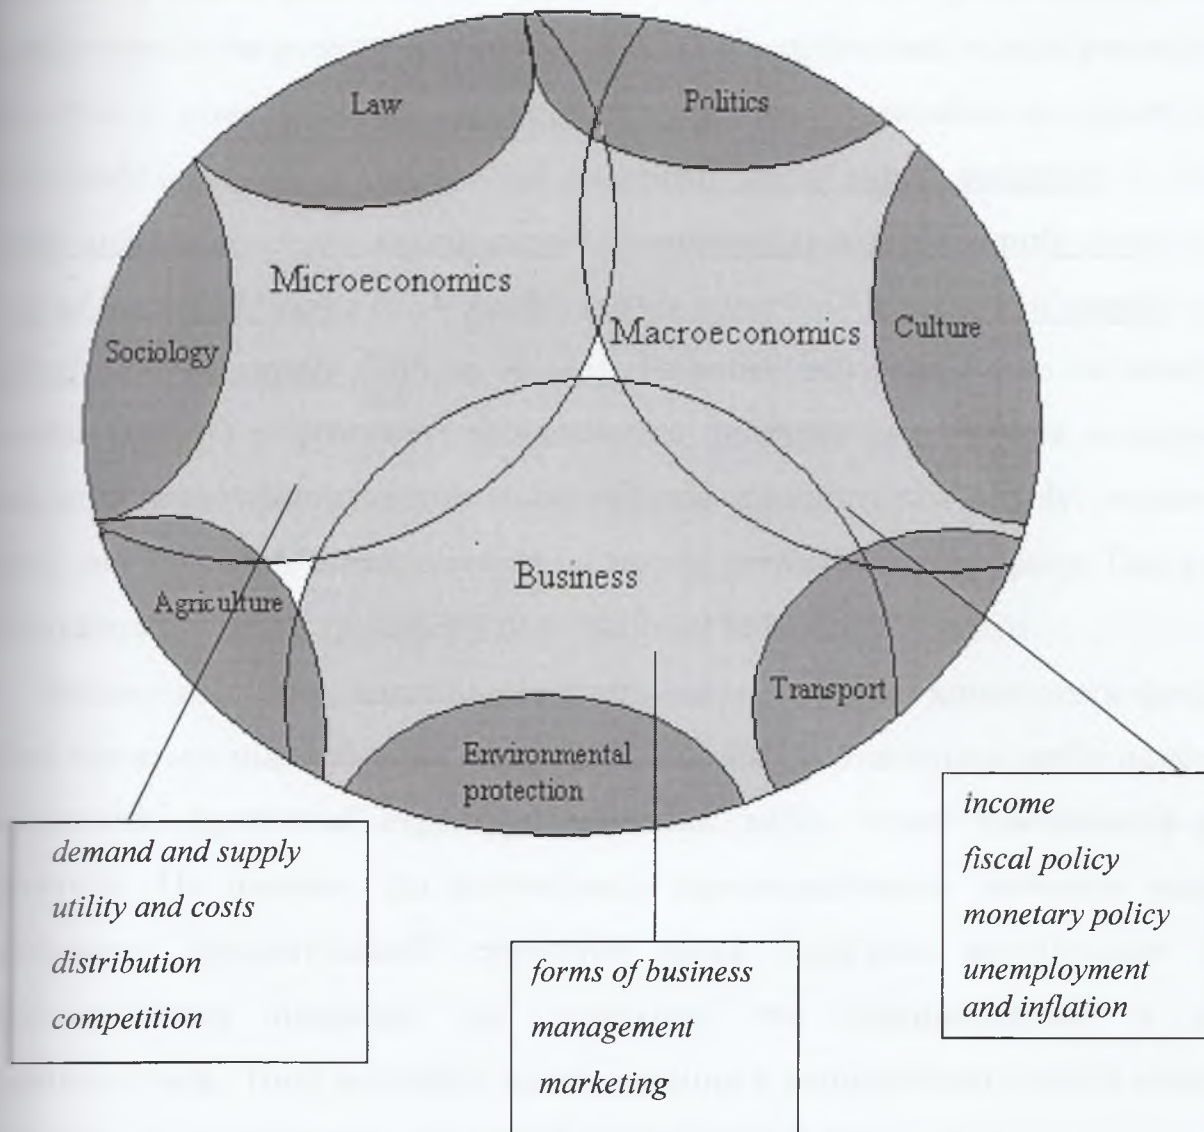 Law
Politics
Microeconomics
Macroeconomics
Culture
Sociology
Business
Agriculture
Transport
Environmental
protection
demand and supply
utility and costs
distribution
competition
forms of business
management
marketing
income
fiscal policy
monetary policy
unemployment
and inflation